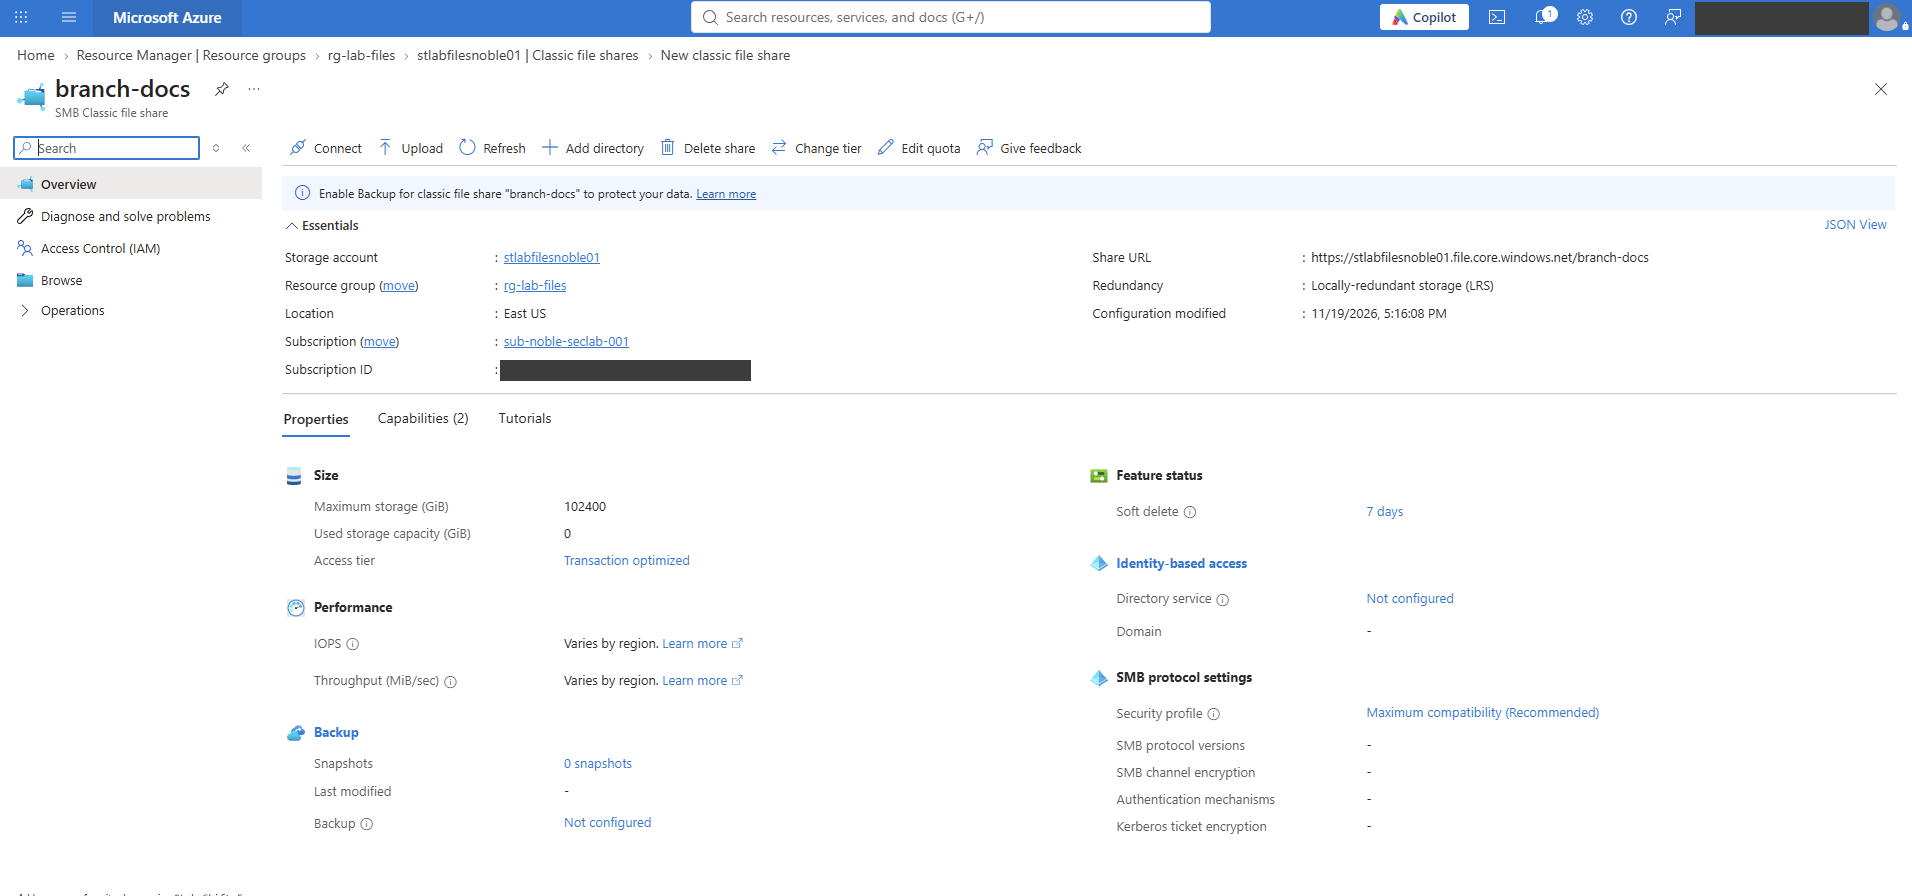 Microsoft Azure
Search resources, services, and docs (G+/)
Copilot
1
Home > Resource Manager | Resource groups > rg-lab-files > stlabfilesnoble01 | Classic file shares > New classic file share
branch-docs
SMB Classic file share
Search
Overview
Diagnose and solve problems
Access Control (IAM)
Browse
Operations
Connect
Upload
Refresh
Add directory
Delete share
Change tier
Edit quota
Give feedback
Enable Backup for classic file share "branch-docs" to protect your data. Learn more
Essentials
JSON View
Storage account : stlabfilesnoble01
Resource group (move) : rg-lab-files
Location : East US
Subscription (move) : sub-noble-seclab-001
Subscription ID :
Share URL : https://stlabfilesnoble01.file.core.windows.net/branch-docs
Redundancy : Locally-redundant storage (LRS)
Configuration modified : 11/19/2026, 5:16:08 PM
Properties
Capabilities (2)
Tutorials
Size
Maximum storage (GiB) 102400
Used storage capacity (GiB) 0
Access tier Transaction optimized
Performance
IOPS Varies by region. Learn more
Throughput (MiB/sec) Varies by region. Learn more
Backup
Snapshots 0 snapshots
Last modified -
Backup Not configured
Feature status
Soft delete 7 days
Identity-based access
Directory service Not configured
Domain -
SMB protocol settings
Security profile Maximum compatibility (Recommended)
SMB protocol versions -
SMB channel encryption -
Authentication mechanisms -
Kerberos ticket encryption -